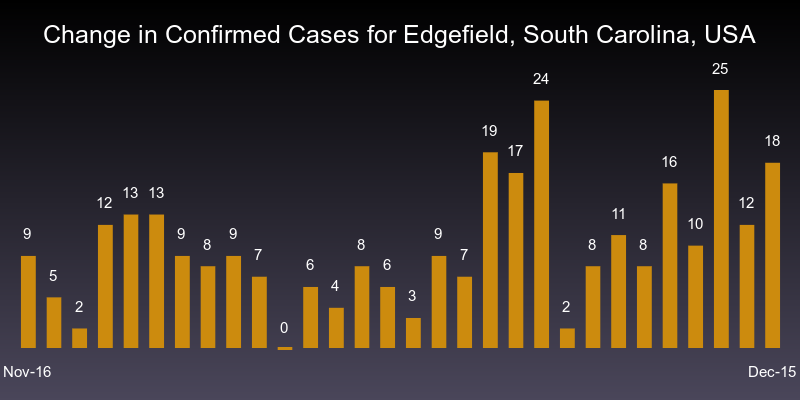 Change in Confirmed Cases for Edgefield, South Carolina, USA
9 5 2 12 13 13 9 8 9 7 0 6 4 8 6 3 9 7 19 17 24 2 8 11 8 16 10 25 12 18
Nov-16 Dec-15